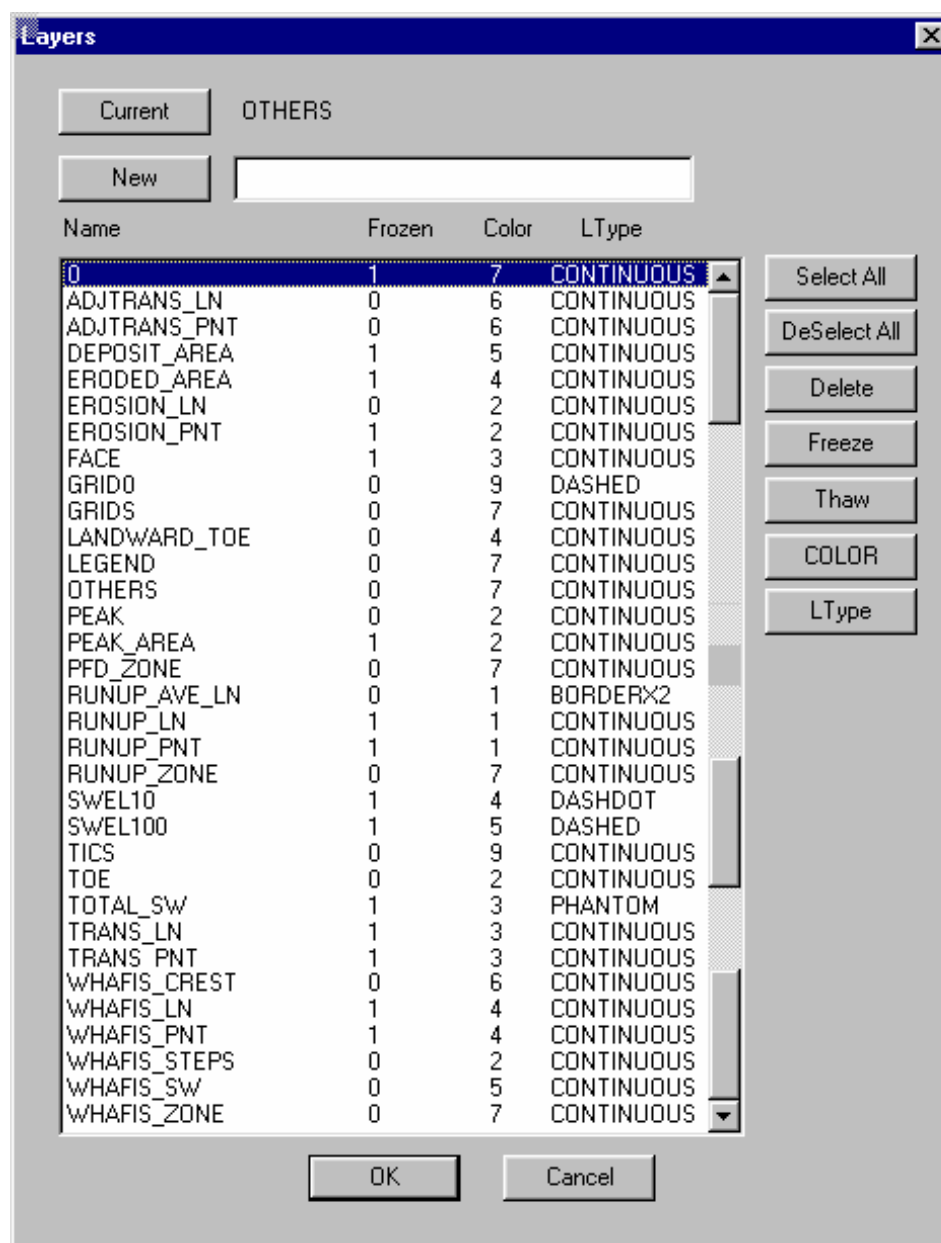 Layers
Current OTHERS
New
Name Frozen Color LType
0 1 7 CONTINUOUS Select All
ADJTRANS_LN 0 6 CONTINUOUS
ADJTRANS_PNT 0 6 CONTINUOUS DeSelect All
DEPOSIT_AREA 1 5 CONTINUOUS
ERODED_AREA 1 4 CONTINUOUS Delete
EROSION_LN 0 2 CONTINUOUS
EROSION_PNT 1 2 CONTINUOUS Freeze
FACE 1 3 CONTINUOUS
GRID0 0 9 DASHED Thaw
GRIDS 0 7 CONTINUOUS
LANDWARD_TOE 0 4 CONTINUOUS
LEGEND 0 7 CONTINUOUS COLOR
OTHERS 0 7 CONTINUOUS
PEAK 0 2 CONTINUOUS LType
PEAK_AREA 1 2 CONTINUOUS
PFD_ZONE 0 7 CONTINUOUS
RUNUP_AVE_LN 0 1 BORDERX2
RUNUP_LN 1 1 CONTINUOUS
RUNUP_PNT 1 1 CONTINUOUS
RUNUP_ZONE 0 7 CONTINUOUS
SWEL10 1 4 DASHDOT
SWEL100 1 5 DASHED
TICS 0 9 CONTINUOUS
TOE 0 2 CONTINUOUS
TOTAL_SW 1 3 PHANTOM
TRANS_LN 1 3 CONTINUOUS
TRANS PNT 1 3 CONTINUOUS
WHAFIS_CREST 0 6 CONTINUOUS
WHAFIS_LN 1 4 CONTINUOUS
WHAFIS_PNT 1 4 CONTINUOUS
WHAFIS_STEPS 0 2 CONTINUOUS
WHAFIS_SW 0 5 CONTINUOUS
WHAFIS_ZONE 0 7 CONTINUOUS
OK Cancel